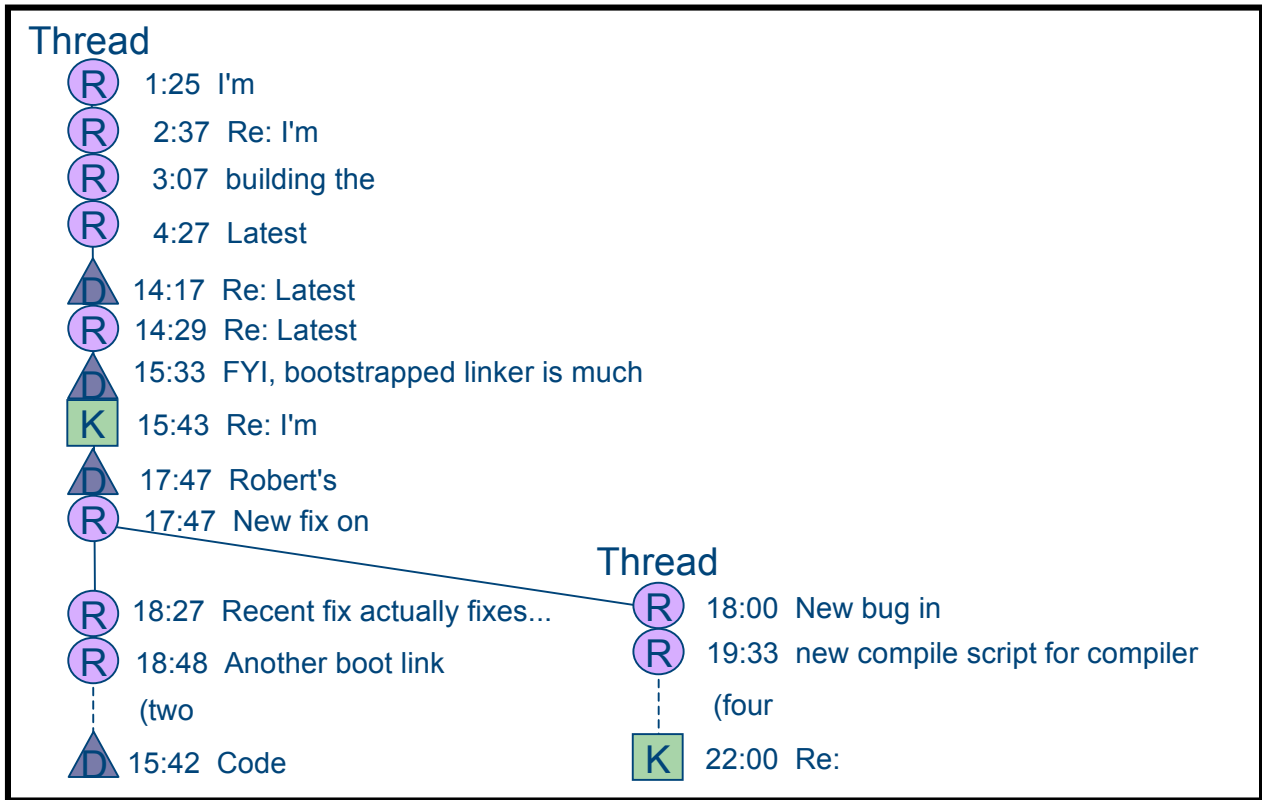 Thread
R 1:25 I'm
R 2:37 Re: I'm
R 3:07 building the
R 4:27 Latest
D 14:17 Re: Latest
R 14:29 Re: Latest
D 15:33 FYI, bootstrapped linker is much
K 15:43 Re: I'm
D 17:47 Robert's
R 17:47 New fix on
R 18:27 Recent fix actually fixes...
R 18:48 Another boot link
(two
D 15:42 Code
Thread
R 18:00 New bug in
R 19:33 new compile script for compiler
(four
K 22:00 Re: